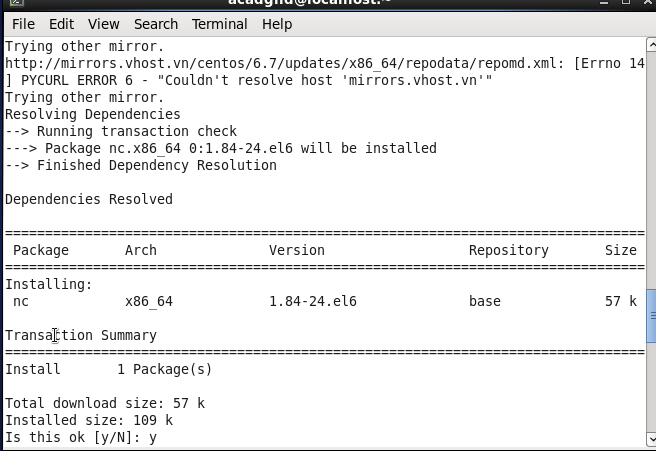 acadgild@localhost:~
File Edit View Search Terminal Help
Trying other mirror.
http://mirrors.vhost.vn/centos/6.7/updates/x86_64/repodata/repomd.xml: [Errno 14
] PYCURL ERROR 6 - "Couldn't resolve host 'mirrors.vhost.vn'"
Trying other mirror.
Resolving Dependencies
--> Running transaction check
---> Package nc.x86_64 0:1.84-24.el6 will be installed
--> Finished Dependency Resolution

Dependencies Resolved

================================================================================
 Package       Arch            Version                  Repository       Size
================================================================================
Installing:
 nc            x86_64            1.84-24.el6              base             57 k

Transaction Summary
================================================================================
Install       1 Package(s)

Total download size: 57 k
Installed size: 109 k
Is this ok [y/N]: y